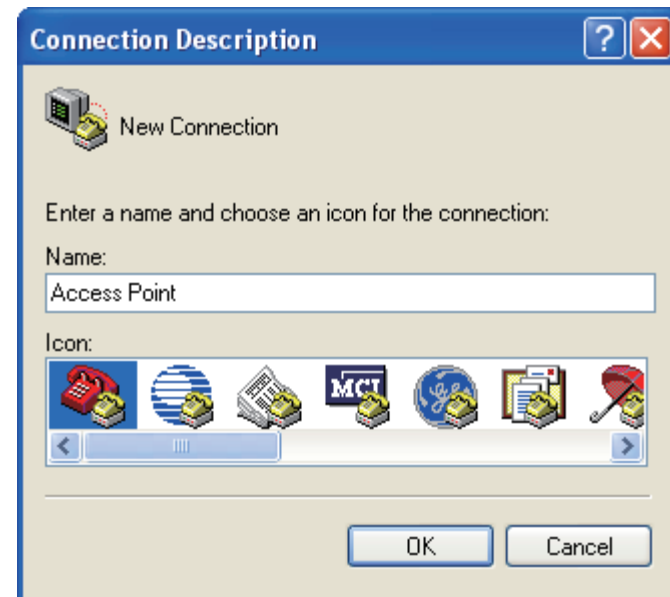 Connection Description
New Connection
Enter a name and choose an icon for the connection:
Name:
Access Point
Icon:
MCI
OK Cancel